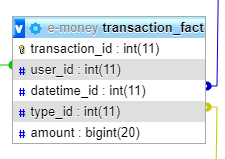 v e-money transaction_fact
transaction_id : int(11)
# user_id : int(11)
# datetime_id : int(11)
# type_id : int(11)
# amount : bigint(20)